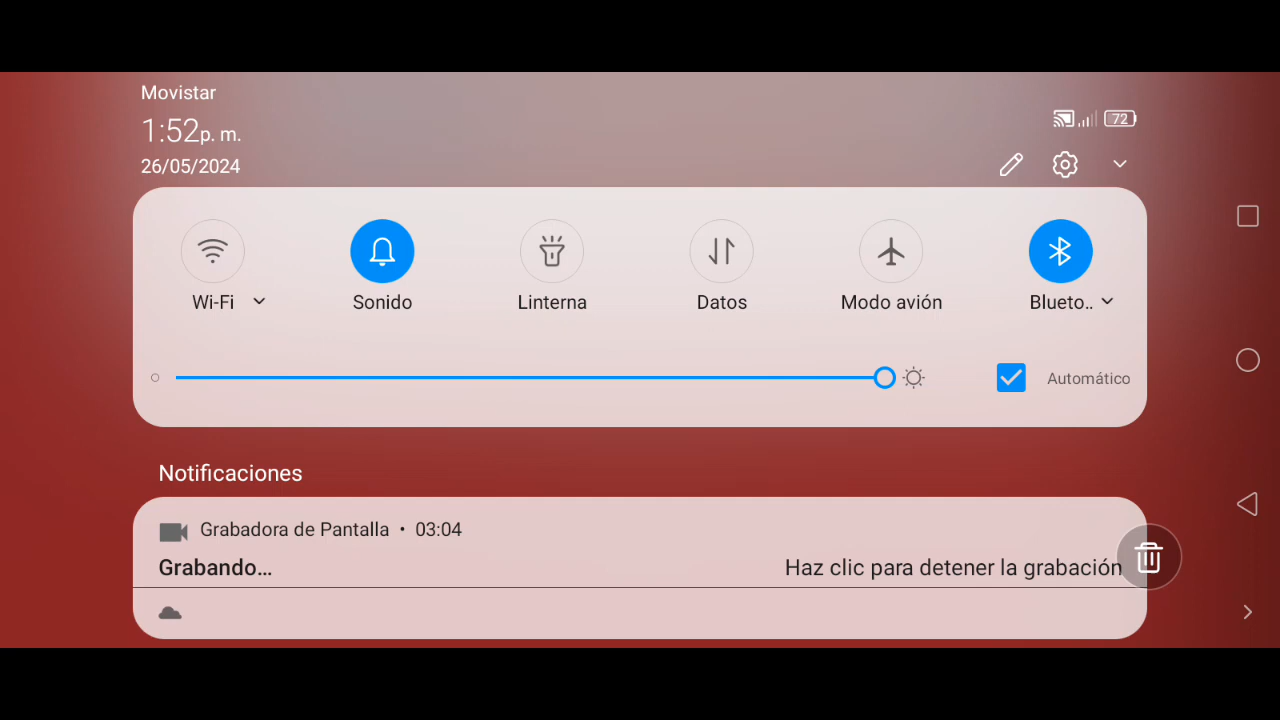 Movistar
1:52p. m.
72
26/05/2024
Wi-Fi
Sonido
Linterna
Datos
Modo avión
Blueto..
Automático
Notificaciones
Grabadora de Pantalla • 03:04
Grabando... Haz clic para detener la grabación